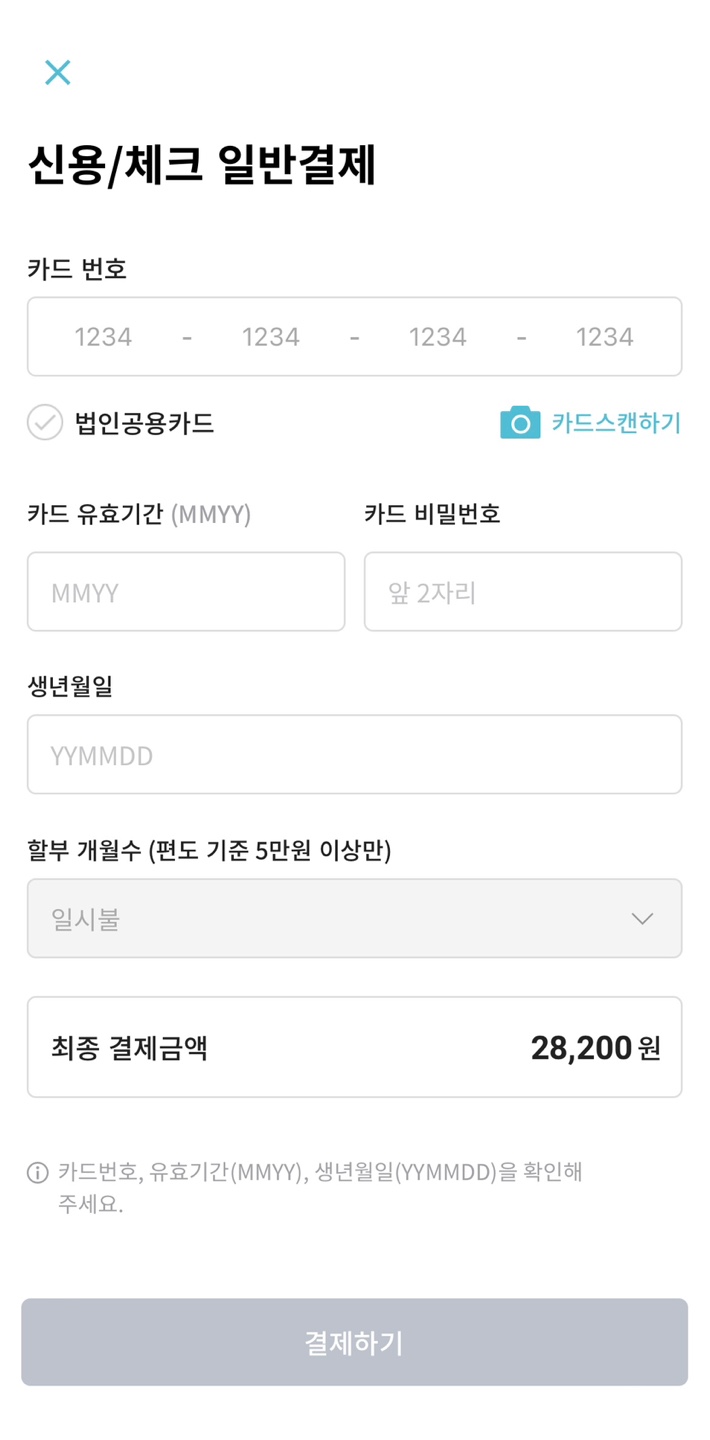 신용/체크 일반결제
카드 번호
1234 - 1234 - 1234 - 1234
법인공용카드 카드스캔하기
카드 유효기간 (MMYY) 카드 비밀번호
MMYY 앞 2자리
생년월일
YYMMDD
할부 개월수 (편도 기준 5만원 이상만)
일시불
최종 결제금액 28,200 원
카드번호, 유효기간(MMYY), 생년월일(YYMMDD)을 확인해
주세요.
결제하기